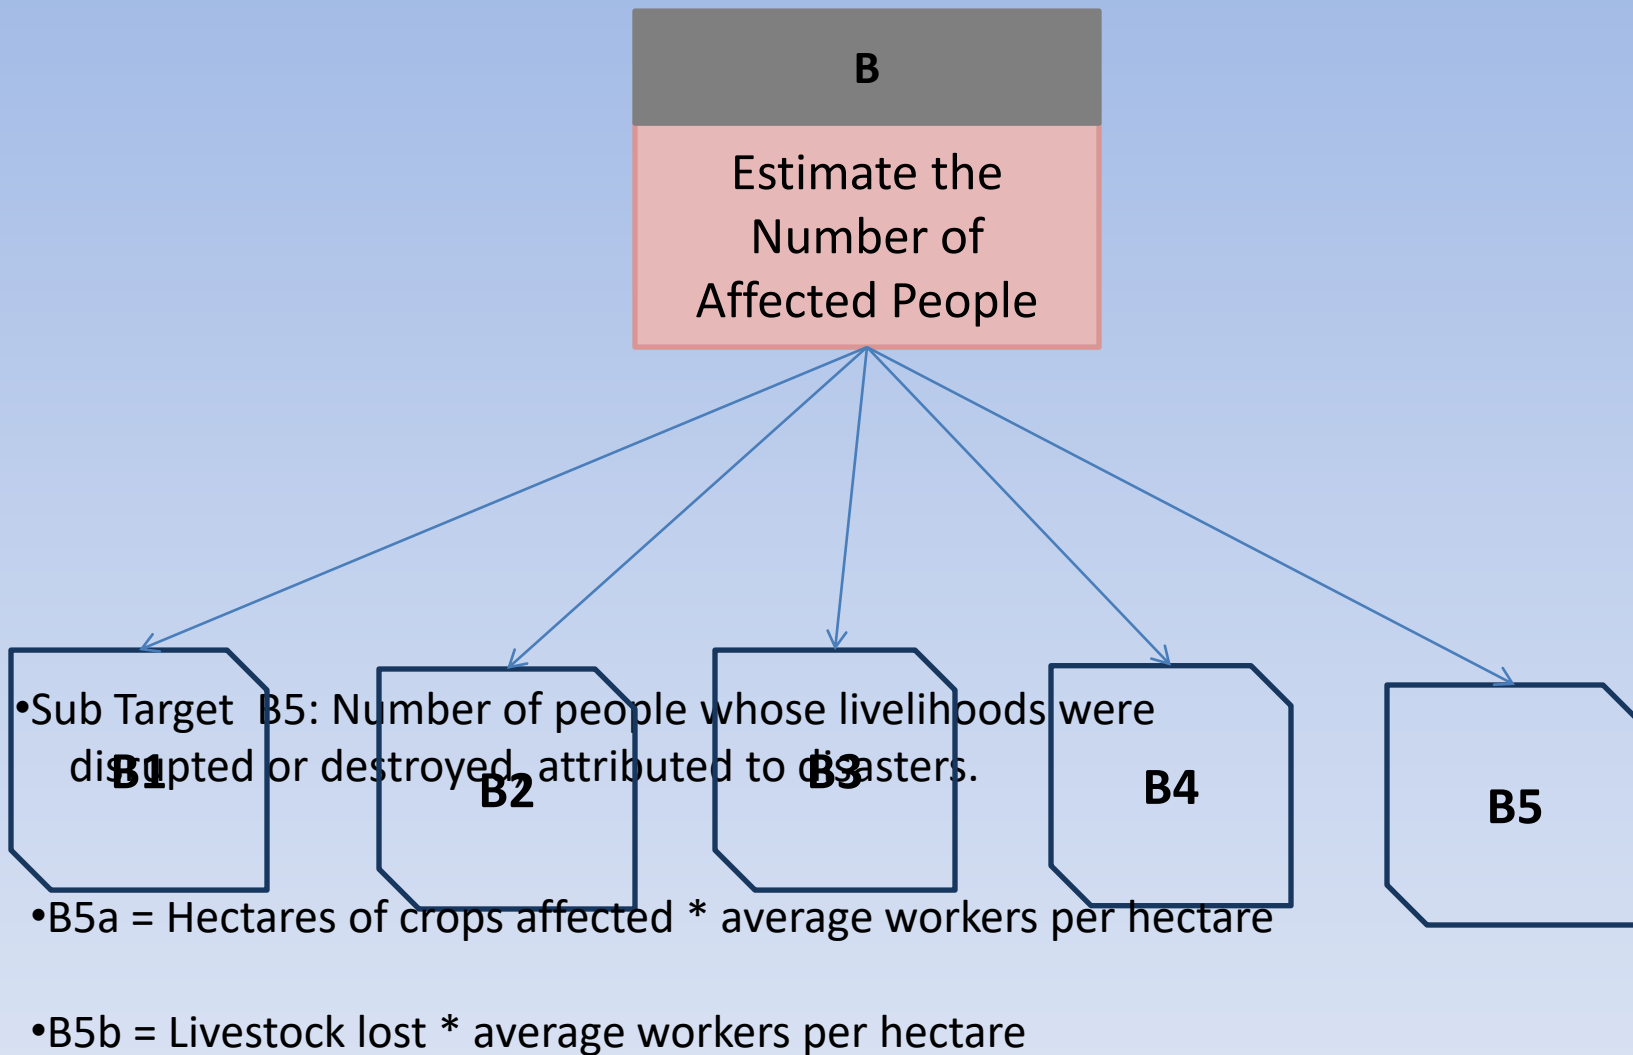 B
Estimate the
Number of
Affected People
•Sub Target  B5: Number of people whose livelihoods were
disrupted or destroyed, attributed to disasters.
B1
B2
B3
B4
B5
•B5a = Hectares of crops affected * average workers per hectare
•B5b = Livestock lost * average workers per hectare